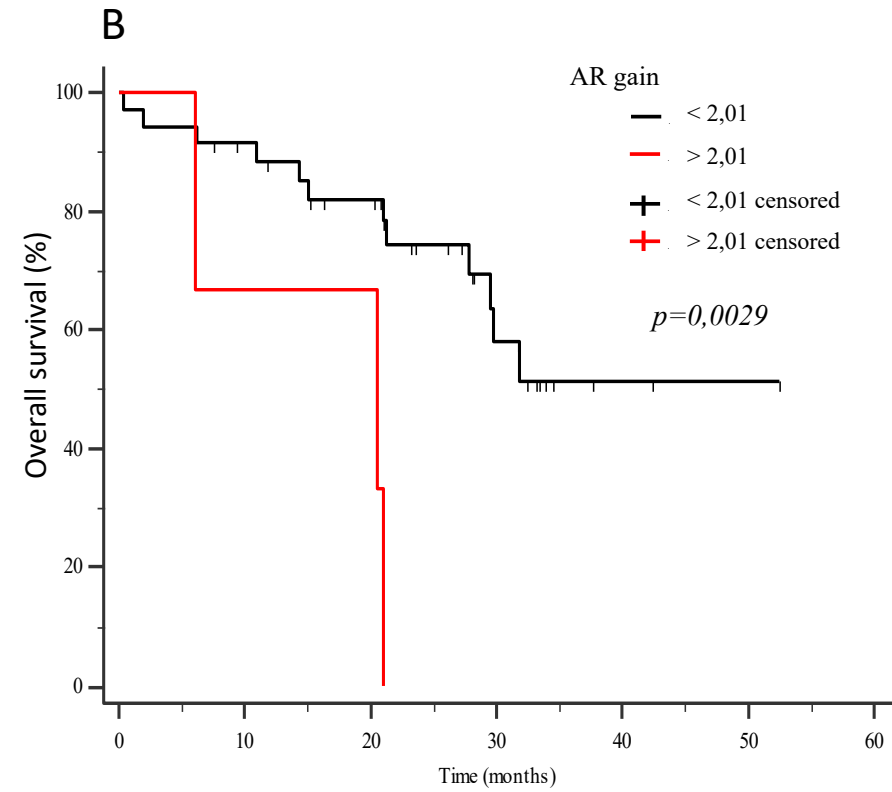 B
AR gain
< 2,01
> 2,01
< 2,01 censored
> 2,01 censored
p=0,0029
Overall survival (%)
100
80
60
40
20
0
0 10 20 30 40 50 60
Time (months)